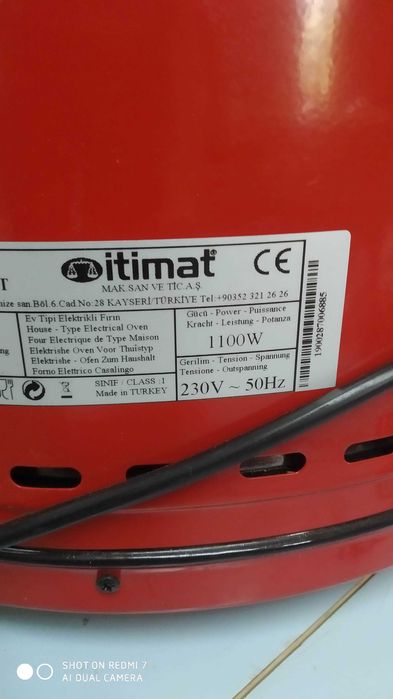 itimat®
MAK.SAN VE TİC.A.Ş.
ize san.Böl.6.Cad.No:28 KAYSERİ/TÜRKİYE Tel:+90352 321 26 26
Ev Tipi Elektrikli Fırın
House - Type Electrical Oven
Four Electrique de Type Maison
Elektrishe Oven Voor Thuistyp
Elektrishe - Ofen Zum Haushalt
Forno Elettrico Casalingo
Gücü - Power - Puissance
Kracht - Leistung - Potanza
1100W
Gerilim - Tension - Spannung
Tensione - Outspanning
230V ~ 50Hz
SINIF / CLASS :I
Made in TURKEY
CE
1900287006885
SHOT ON REDMI 7
AI DUAL CAMERA